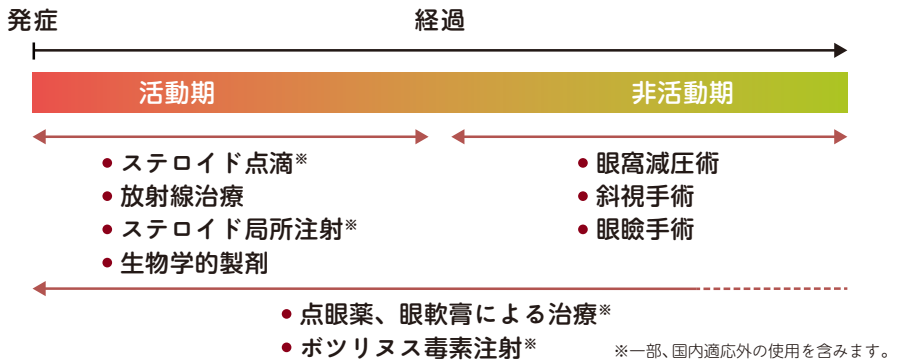 発症
経過
活動期
非活動期
• ステロイド点滴※
• 放射線治療
• ステロイド局所注射※
• 生物学的製剤
• 眼窩減圧術
• 斜視手術
• 眼瞼手術
• 点眼薬、眼軟膏による治療※
• ボツリヌス毒素注射※
※一部、国内適応外の使用を含みます。